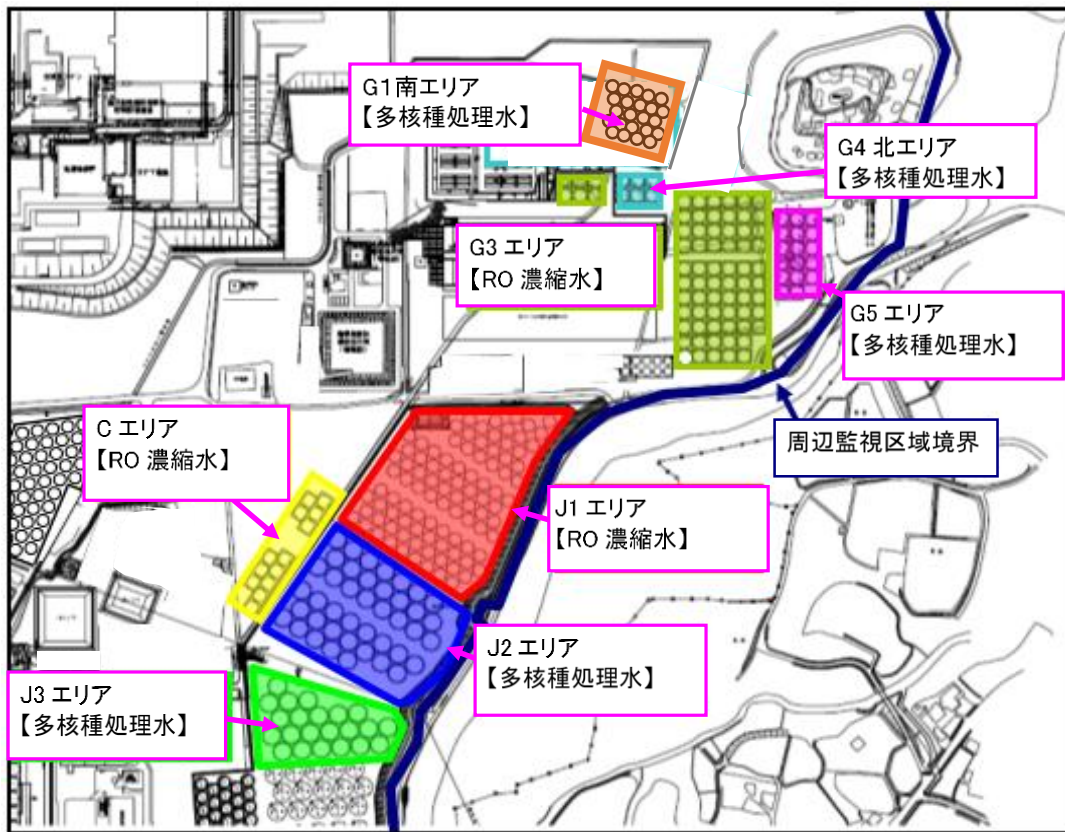 G1南エリア
【多核種処理水】
G4 北エリア
【多核種処理水】
G3 エリア
【RO 濃縮水】
G5 エリア
【多核種処理水】
C エリア
【RO 濃縮水】
周辺監視区域境界
J1 エリア
【RO 濃縮水】
J2 エリア
【多核種処理水】
J3 エリア
【多核種処理水】